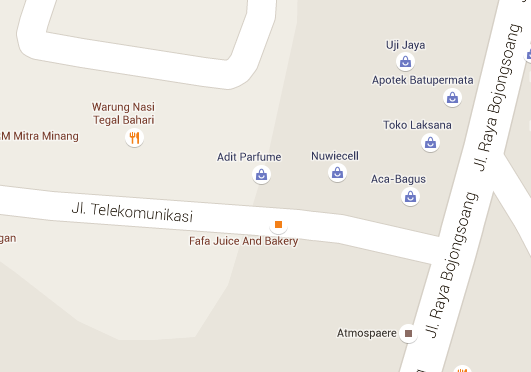 Uji Jaya
Apotek Batupermata
Warung Nasi
Tegal Bahari
Toko Laksana
M Mitra Minang
Adit Parfume
Nuwiecell
Aca-Bagus
Jl. Raya Bojongsoang
Jl. Telekomunikasi
Fafa Juice And Bakery
gan
Jl. Raya Bojongsoang
Atmospaere
g